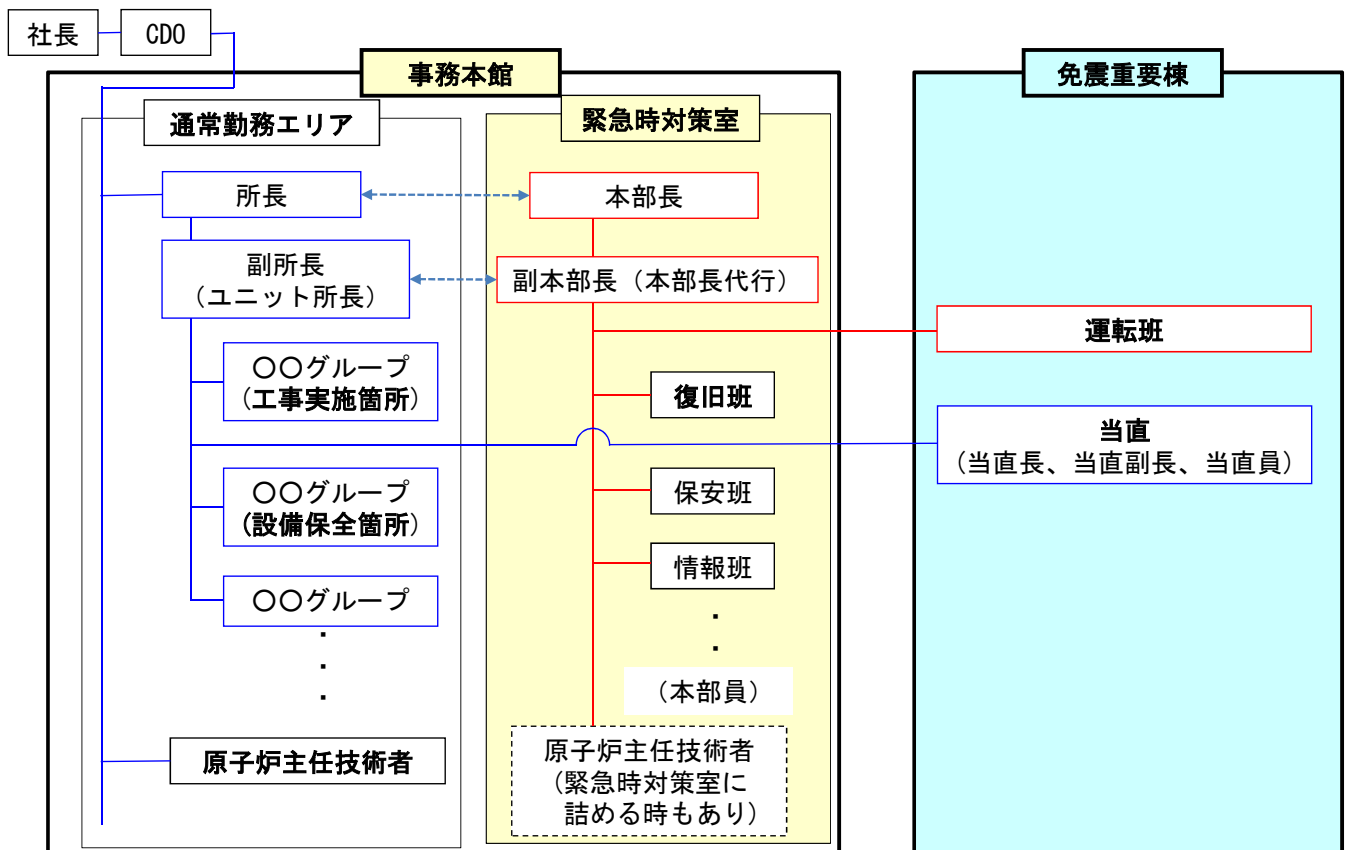 社長
CDO
事務本館
免震重要棟
通常勤務エリア
緊急時対策室
所長
本部長
副所長
（ユニット所長）
副本部長（本部長代行）
運転班
〇〇グループ
（工事実施箇所）
復旧班
当直
（当直長、当直副長、当直員）
〇〇グループ
（設備保全箇所）
保安班
情報班
〇〇グループ
・
・
・
・
・
（本部員）
原子炉主任技術者
原子炉主任技術者
（緊急時対策室に
詰める時もあり）